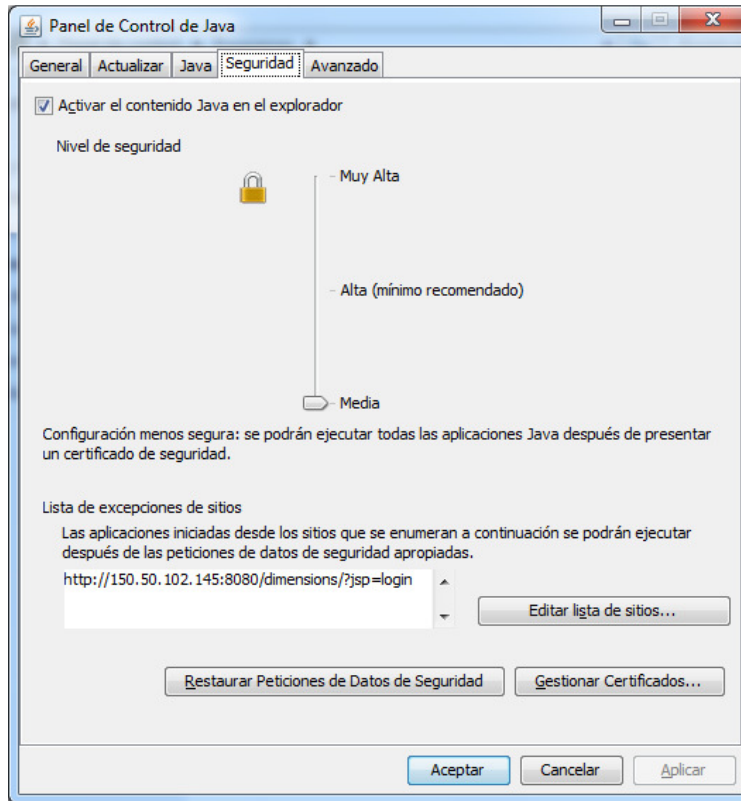 Panel de Control de Java
General Actualizar Java Seguridad Avanzado
Activar el contenido Java en el explorador
Nivel de seguridad
Muy Alta
Alta (mínimo recomendado)
Media
Configuración menos segura: se podrán ejecutar todas las aplicaciones Java después de presentar
un certificado de seguridad.
Lista de excepciones de sitios
Las aplicaciones iniciadas desde los sitios que se enumeran a continuación se podrán ejecutar
después de las peticiones de datos de seguridad apropiadas.
http://150.50.102.145:8080/dimensions/?jsp=login
Editar lista de sitios...
Restaurar Peticiones de Datos de Seguridad Gestionar Certificados...
Aceptar Cancelar Aplicar